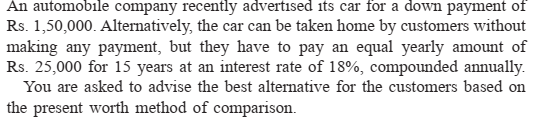 An automobile company recently advertised its car for a down payment of
Rs. 1,50,000. Alternatively, the car can be taken home by customers without
making any payment, but they have to pay an equal yearly amount of
Rs. 25,000 for 15 years at an interest rate of 18%, compounded annually.
You are asked to advise the best alternative for the customers based on
the present worth method of comparison.